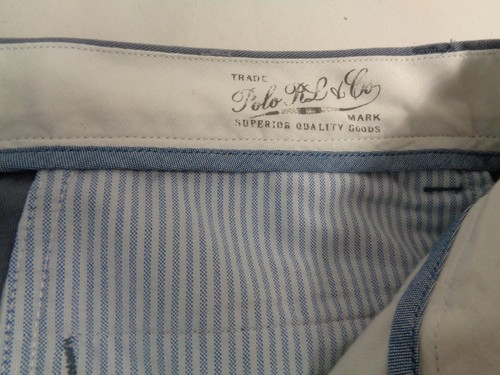 TRADE
Polo RL & Co
MARK
SUPERIOR QUALITY GOODS